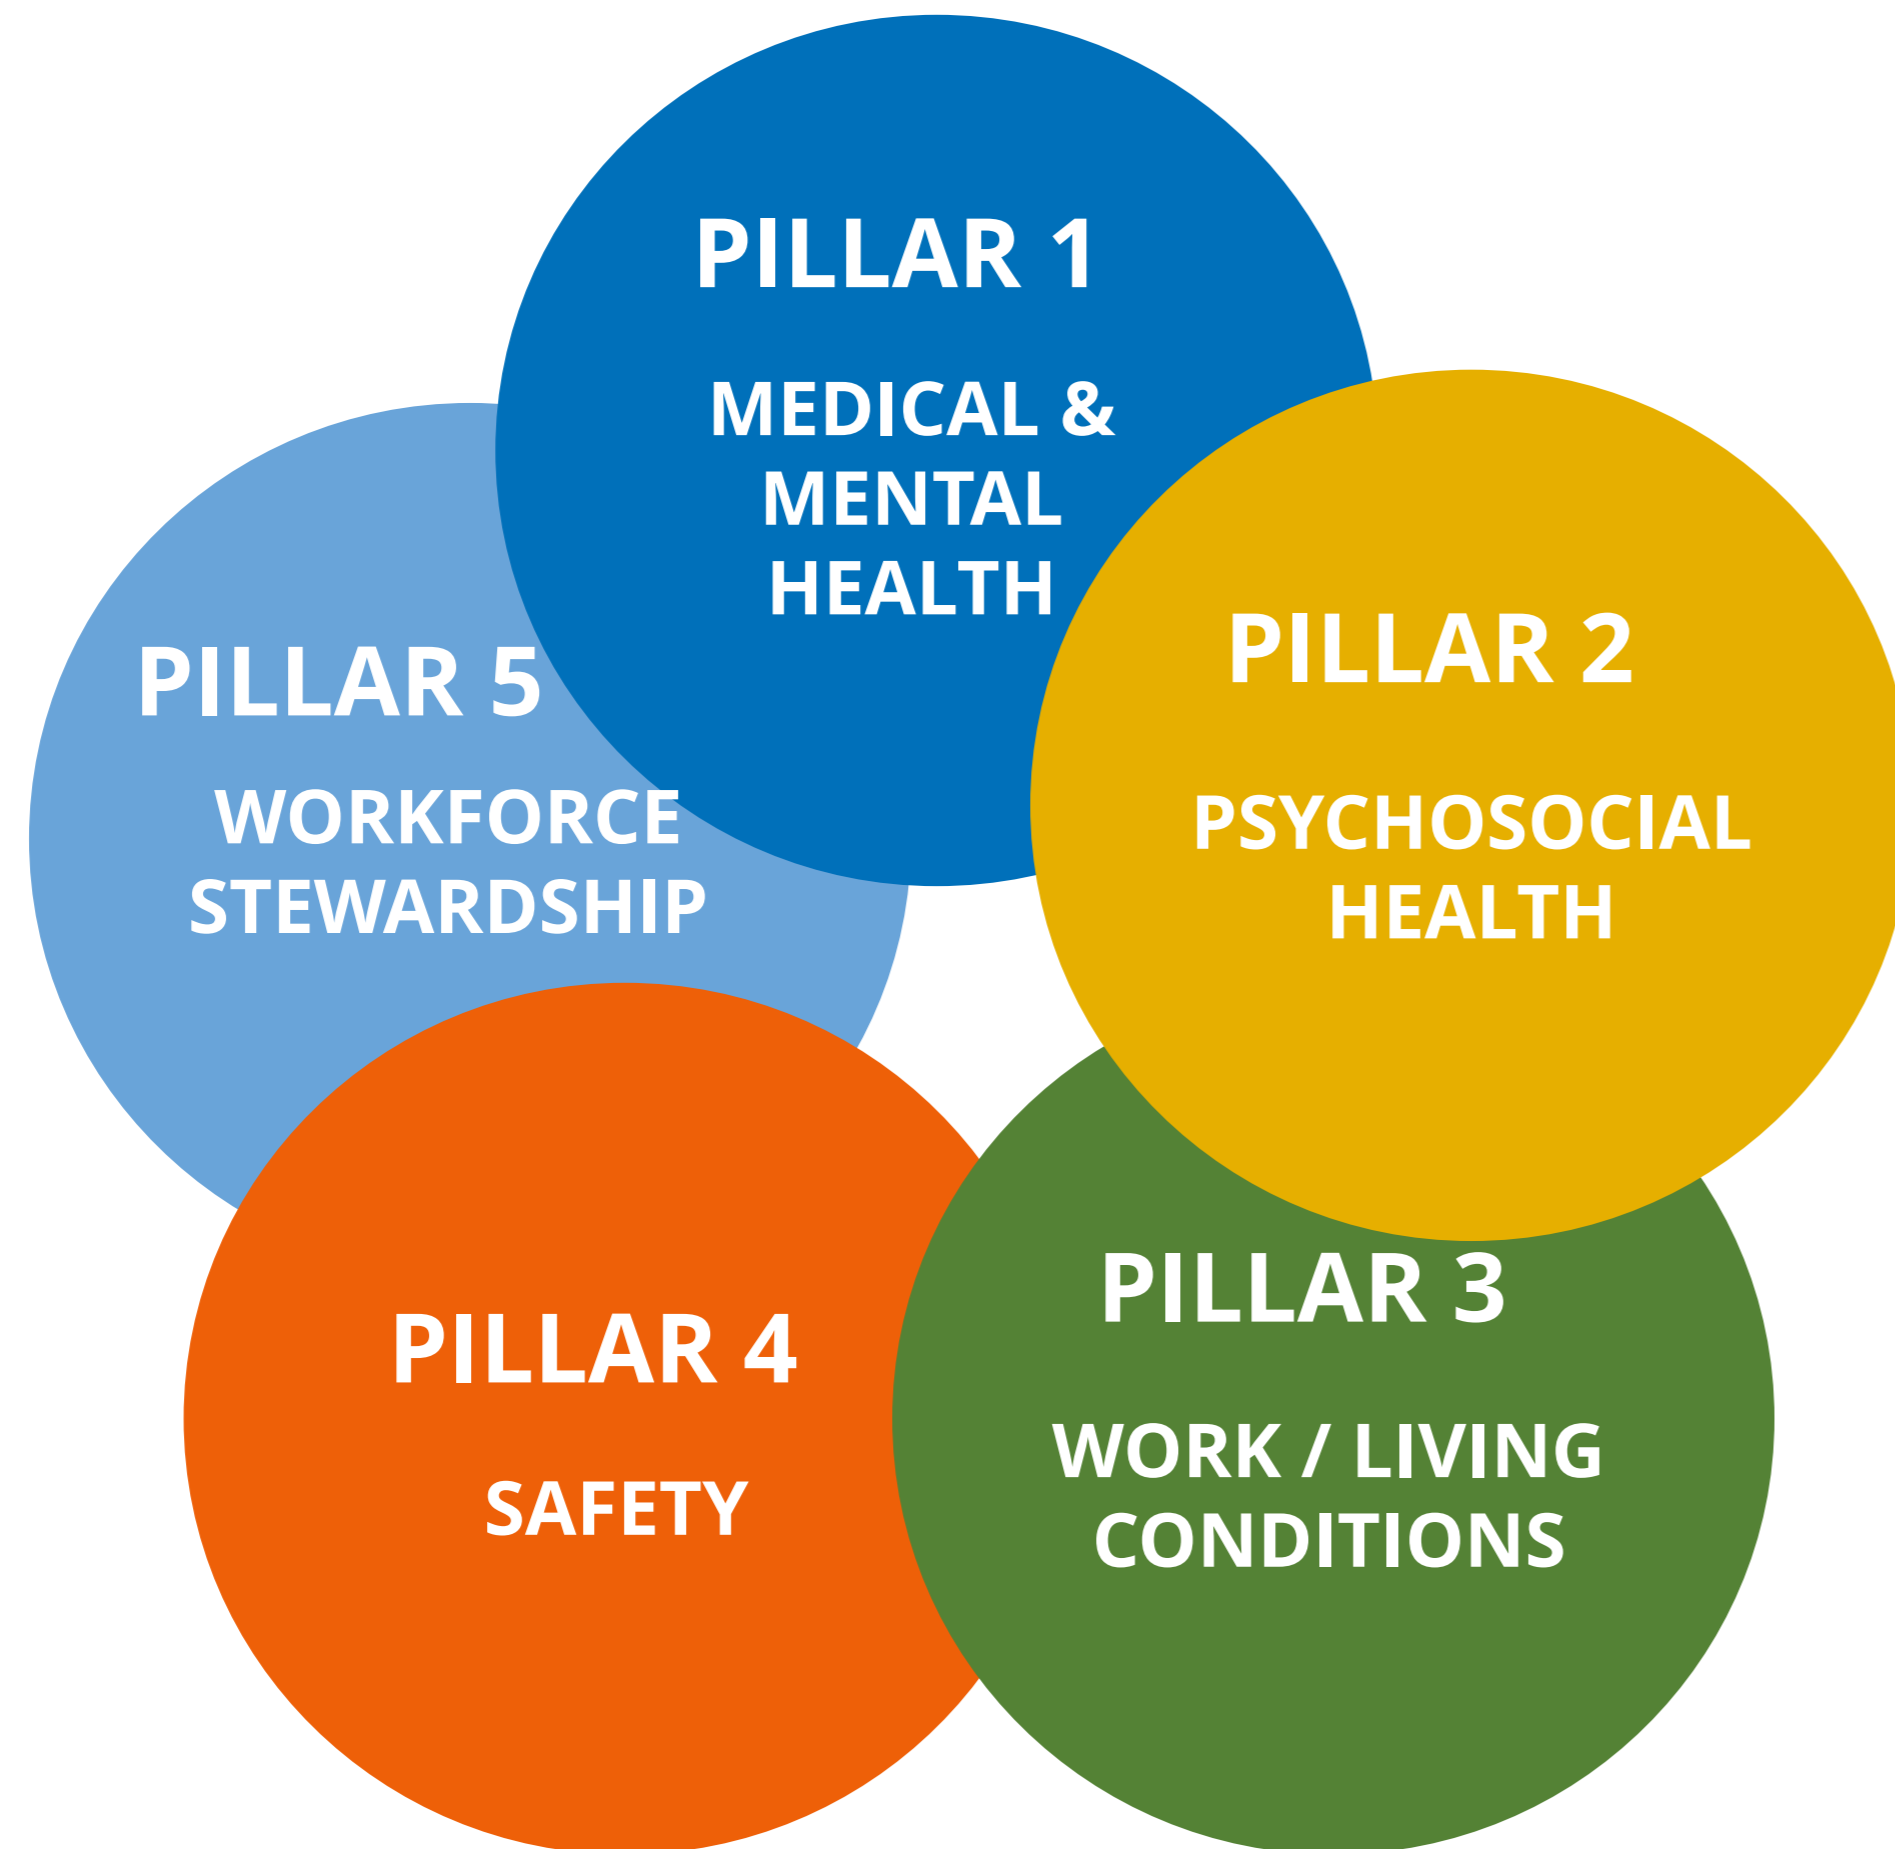 PILLAR 1
MEDICAL &
MENTAL
HEALTH
PILLAR 2
PSYCHOSOCIAL
HEALTH
PILLAR 3
WORK / LIVING
CONDITIONS
PILLAR 4
SAFETY
PILLAR 5
WORKFORCE
STEWARDSHIP